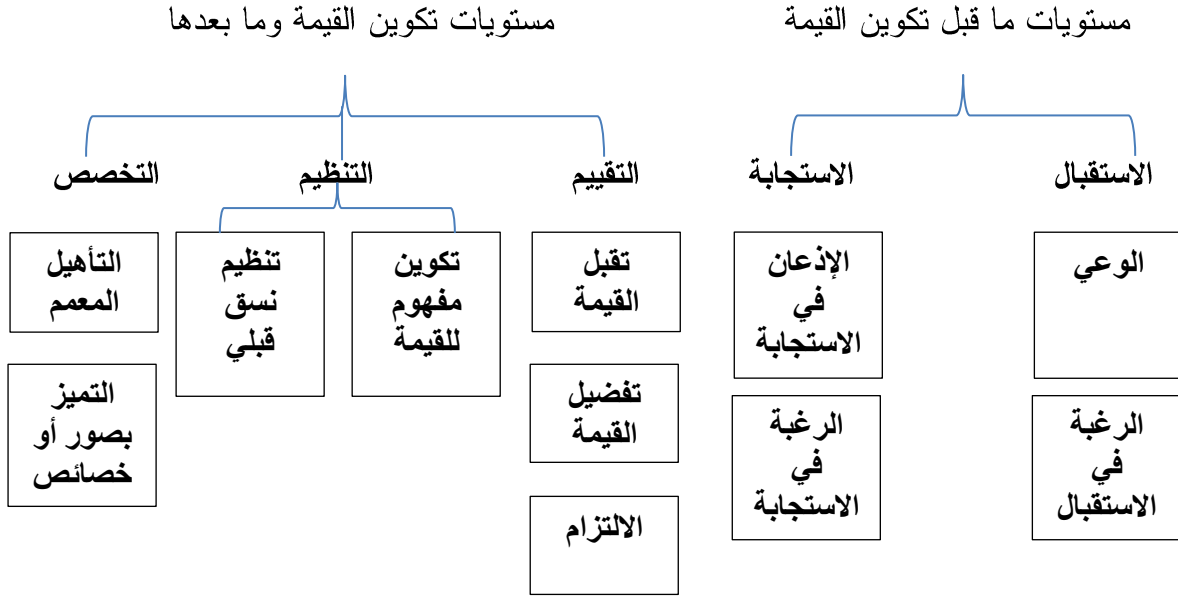 مستويات ما قبل تكوين القيمة
مستويات تكوين القيمة وما بعدها
الاستقبال
الاستجابة
التقييم
التنظيم
التخصص
الوعي
الرغبة
في
الاستقبال
الإذعان
في
الاستجابة
الرغبة
في
الاستجابة
تقبل
القيمة
تفضيل
القيمة
الالتزام
تكوين
مفهوم
للقيمة
تنظيم
نسق
قبلي
التأهيل
المعمم
التميز
بصور أو
خصائص